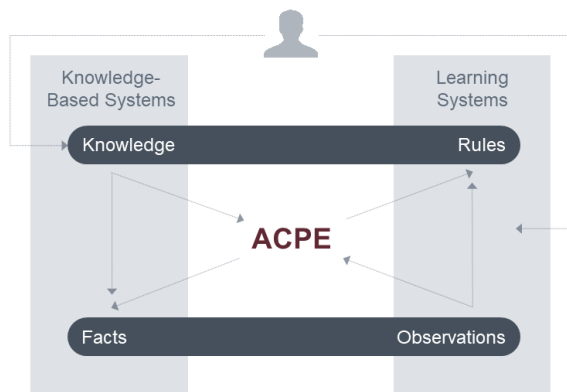 Knowledge-
Based Systems
Learning
Systems
Knowledge
Rules
ACPE
Facts
Observations